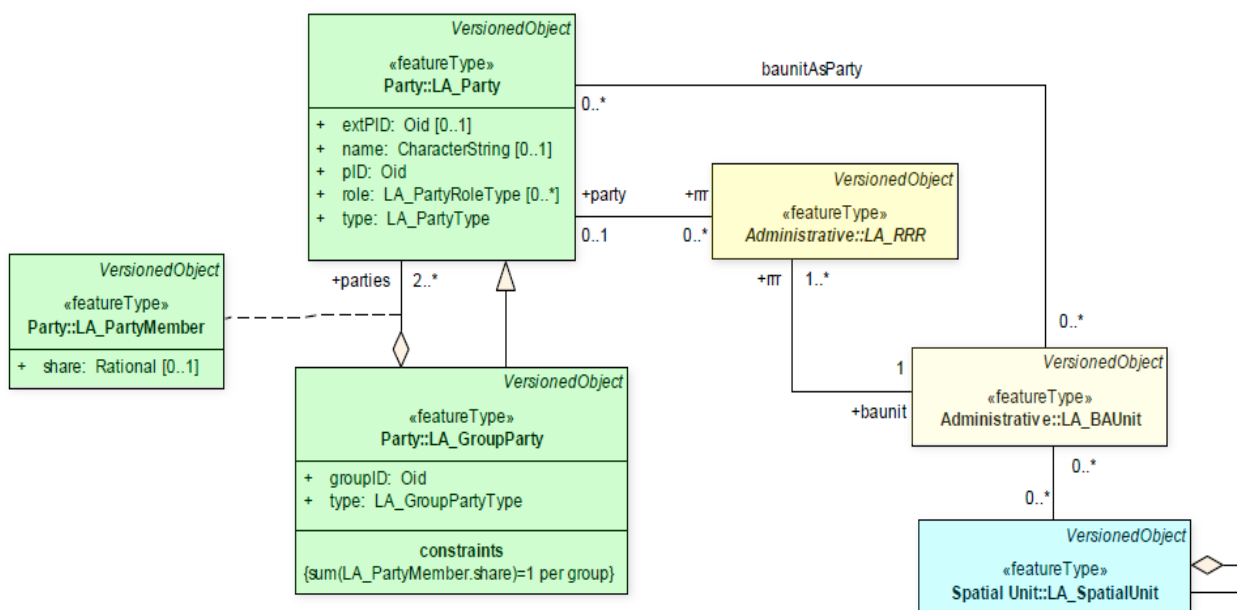 VersionedObject
«featureType»
Party::LA_Party
+ extPID: Oid [0..1]
+ name: CharacterString [0..1]
+ pID: Oid
+ role: LA_PartyRoleType [0..*]
+ type: LA_PartyType
baunitAsParty
0..*
+party
+rrr
0..1
0..*
VersionedObject
«featureType»
Administrative::LA_RRR
+parties
2..*
+rrr
1..*
VersionedObject
«featureType»
Party::LA_PartyMember
+ share: Rational [0..1]
0..*
1
+baunit
VersionedObject
«featureType»
Administrative::LA_BAUnit
VersionedObject
«featureType»
Party::LA_GroupParty
+ groupID: Oid
+ type: LA_GroupPartyType
constraints
{sum(LA_PartyMember.share)=1 per group}
0..*
0..*
VersionedObject
«featureType»
Spatial Unit::LA_SpatialUnit